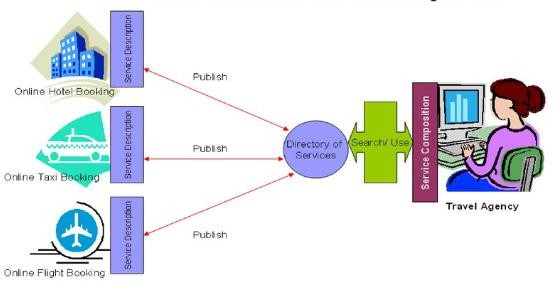 Service Description
Online Hotel Booking
Publish
Service Description
Online Taxi Booking
Publish
Directory of
Services
Search/ Use
Service Composition
Travel Agency
Service Description
Online Flight Booking
Publish